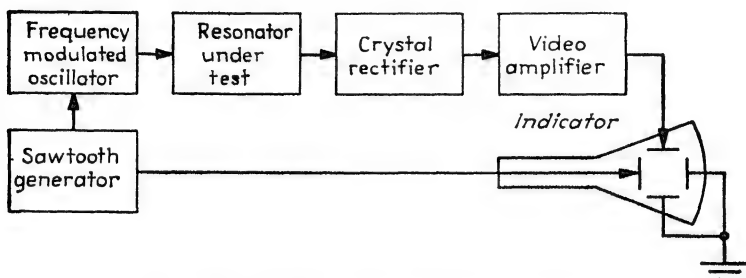 Frequency
modulated
oscillator
Resonator
under
test
Crystal
rectifier
Video
amplifier
Indicator
Sawtooth
generator